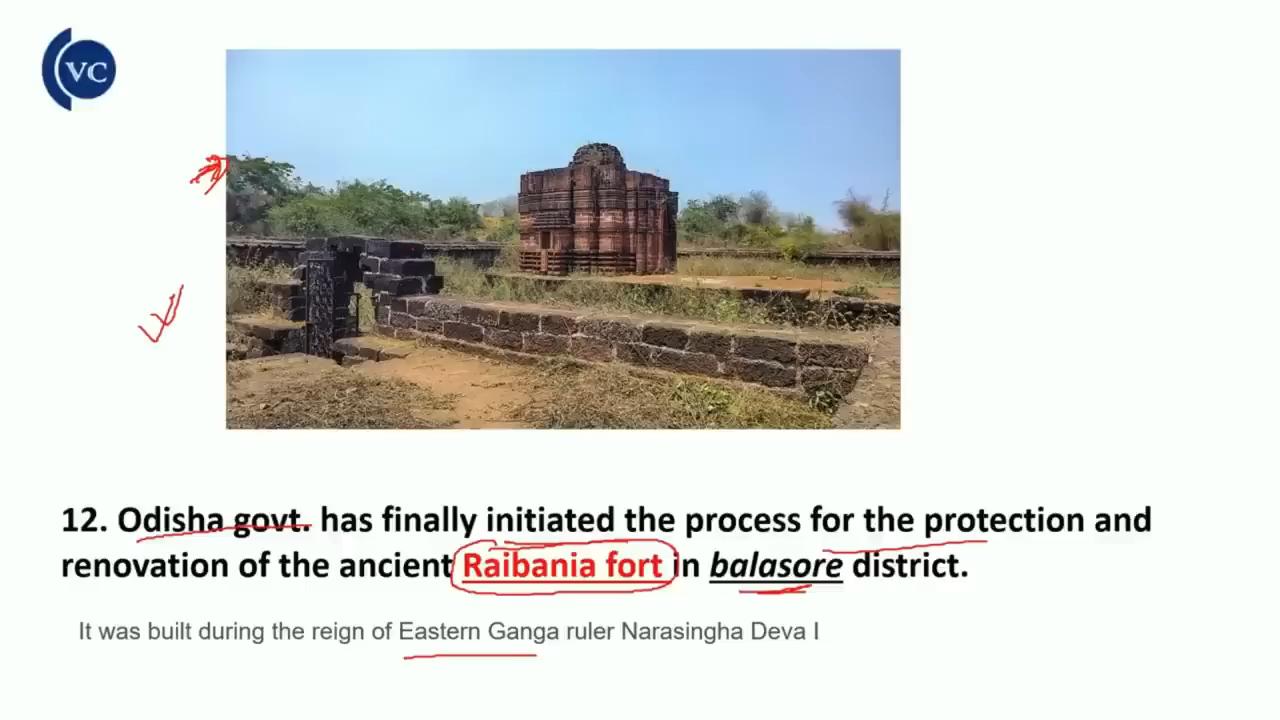 VC
12. Odisha govt. has finally initiated the process for the protection and
renovation of the ancient Raibania fort in balasore district.
It was built during the reign of Eastern Ganga ruler Narasingha Deva I